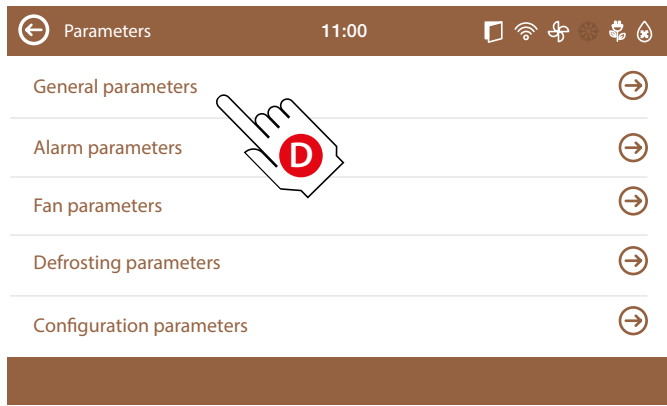 Parameters 11:00
General parameters
D
Alarm parameters
Fan parameters
Defrosting parameters
Configuration parameters